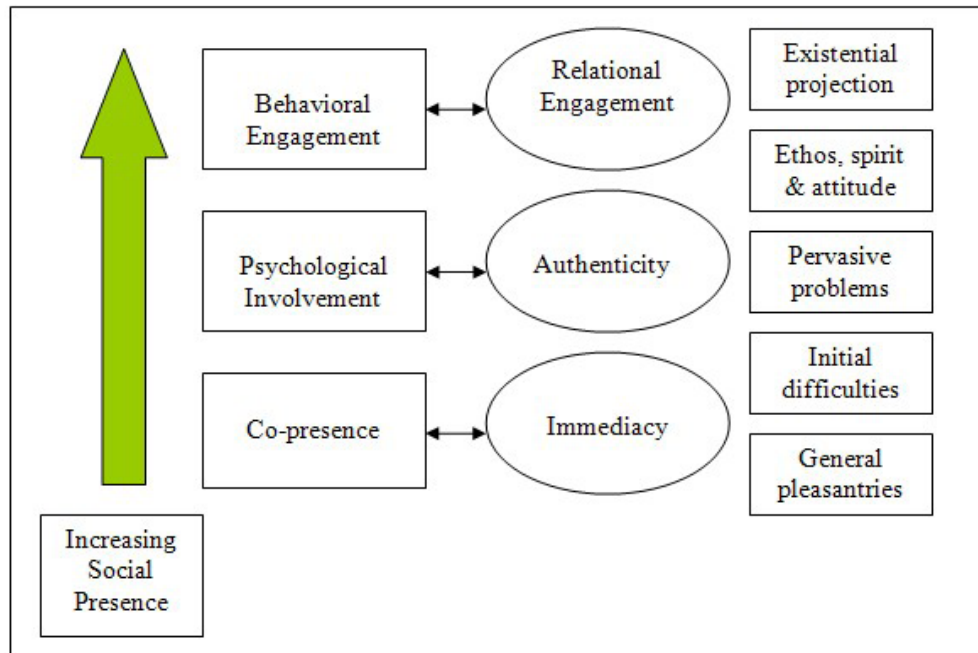 Behavioral
Engagement
Relational
Engagement
Existential
projection
Ethos, spirit
& attitude
Psychological
Involvement
Authenticity
Pervasive
problems
Initial
difficulties
Co-presence
Immediacy
General
pleasantries
Increasing
Social
Presence